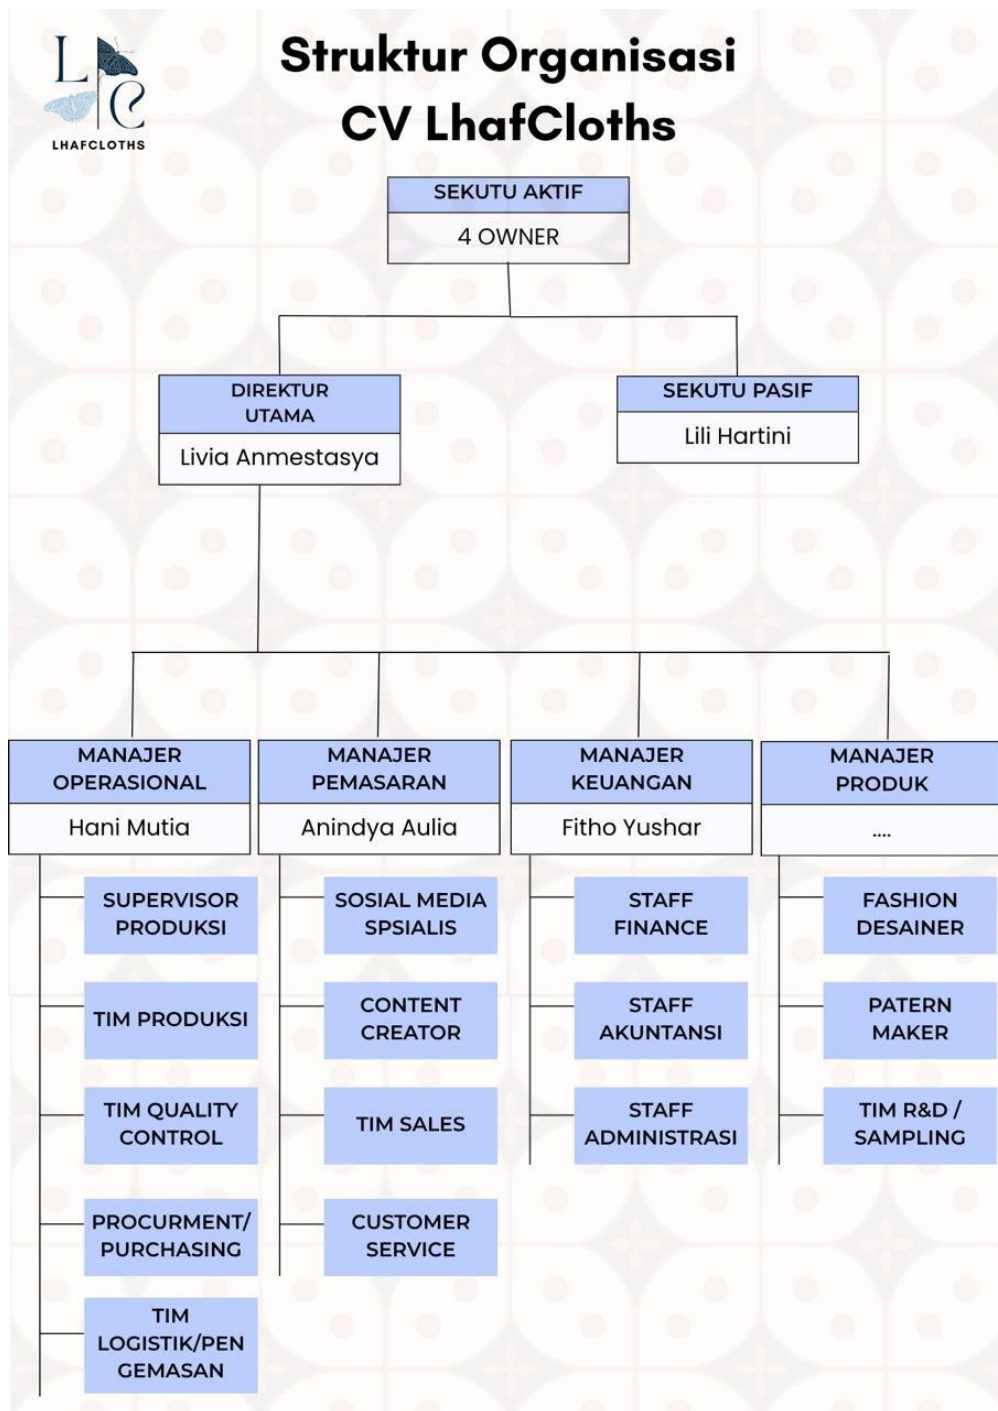 L
C
LHAFCLOTHS
Struktur Organisasi
CV LhafCloths
SEKUTU AKTIF
4 OWNER
DIREKTUR
UTAMA
Livia Anmestasya
SEKUTU PASIF
Lili Hartini
MANAJER
OPERASIONAL
Hani Mutia
SUPERVISOR
PRODUKSI
TIM PRODUKSI
TIM QUALITY
CONTROL
PROCURMENT/
PURCHASING
TIM
LOGISTIK/PEN
GEMASAN
MANAJER
PEMASARAN
Anindya Aulia
SOSIAL MEDIA
SPSIALIS
CONTENT
CREATOR
TIM SALES
CUSTOMER
SERVICE
MANAJER
KEUANGAN
Fitho Yushar
STAFF
FINANCE
STAFF
AKUNTANSI
STAFF
ADMINISTRASI
MANAJER
PRODUK
....
FASHION
DESAINER
PATERN
MAKER
TIM R&D /
SAMPLING